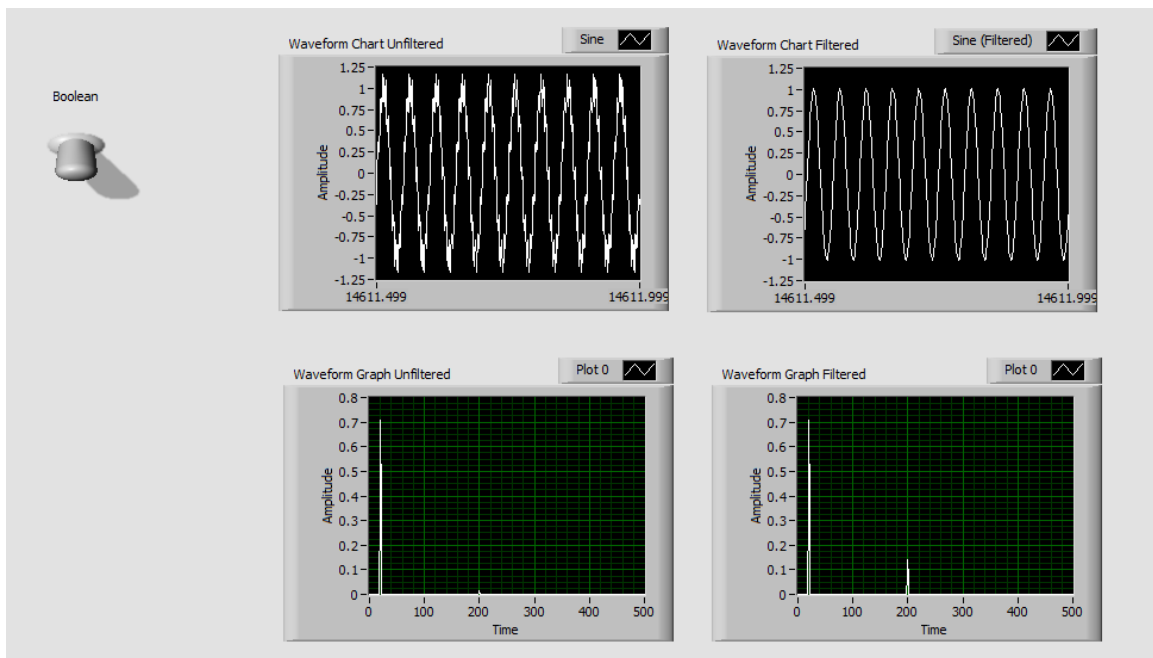 Boolean
Waveform Chart Unfiltered
Sine
Amplitude
1.25
1
0.75
0.5
0.25
0
-0.25
-0.5
-0.75
-1
-1.25
14611.499 14611.999
Waveform Chart Filtered
Sine (Filtered)
Amplitude
1.25
1
0.75
0.5
0.25
0
-0.25
-0.5
-0.75
-1
-1.25
14611.499 14611.999
Waveform Graph Unfiltered
Plot 0
Amplitude
0.8
0.7
0.6
0.5
0.4
0.3
0.2
0.1
0
0 100 200 300 400 500
Time
Waveform Graph Filtered
Plot 0
Amplitude
0.8
0.7
0.6
0.5
0.4
0.3
0.2
0.1
0
0 100 200 300 400 500
Time